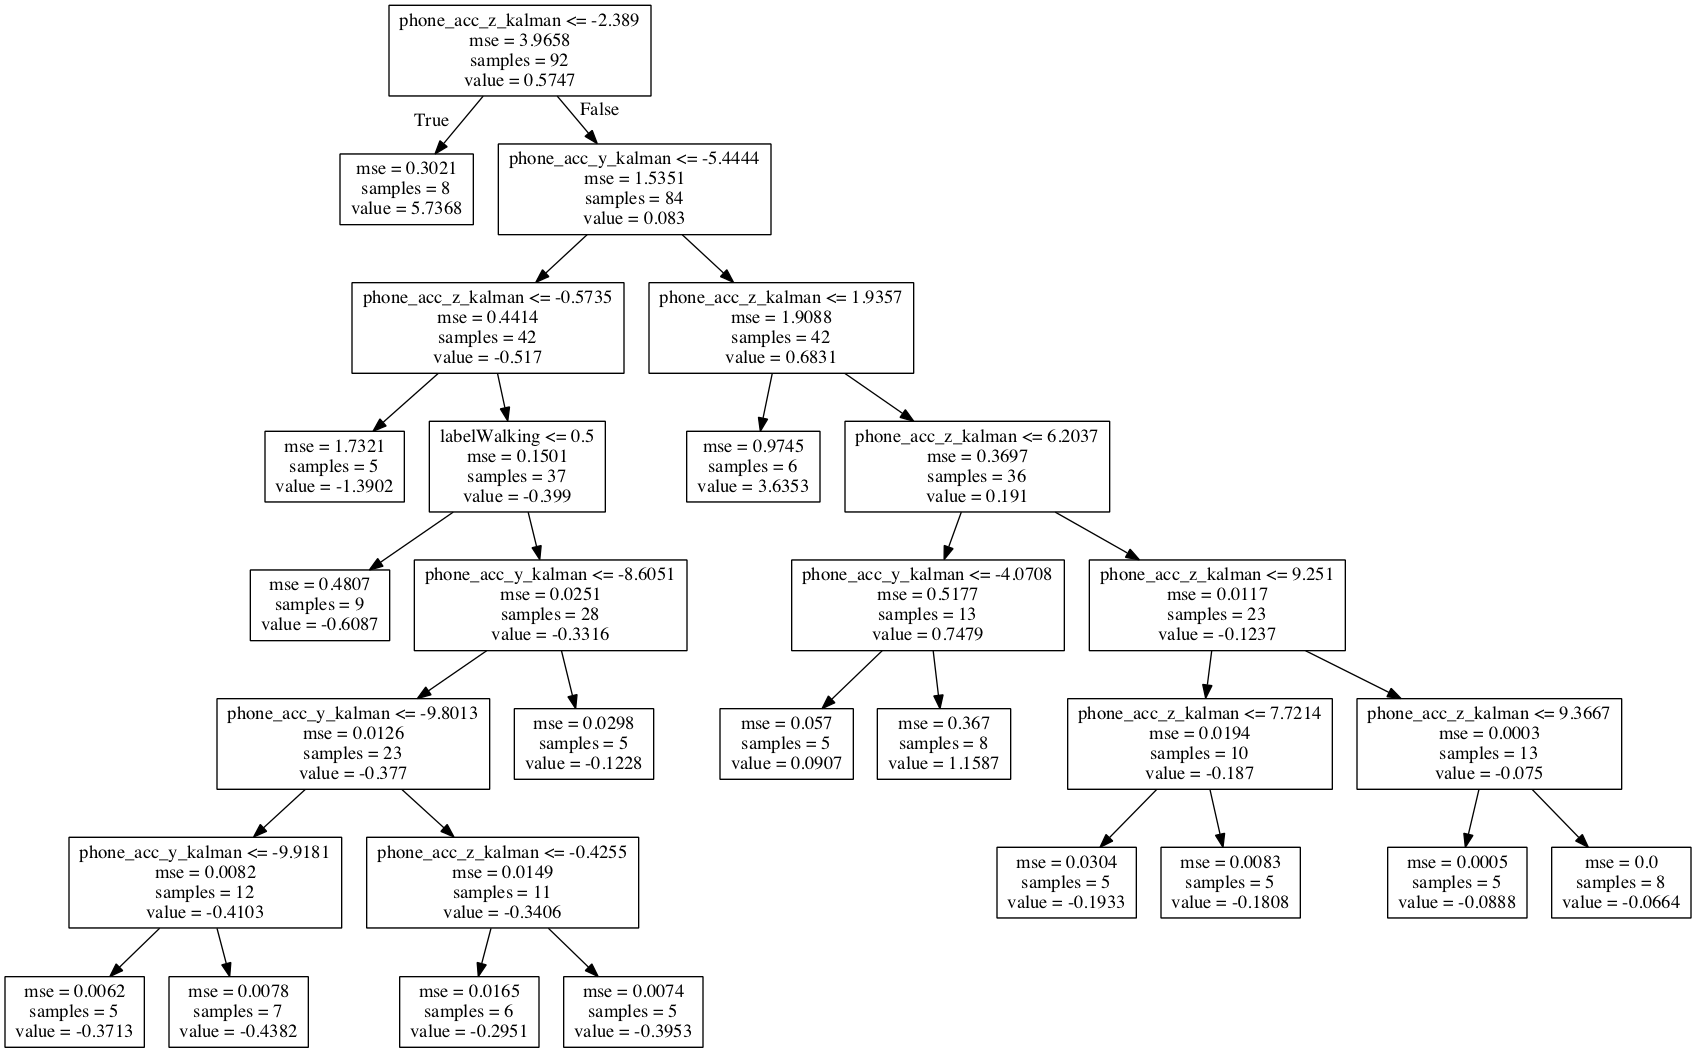 phone_acc_z_kalman <= -2.389
mse = 3.9658
samples = 92
value = 0.5747
True
False
mse = 0.3021
samples = 8
value = 5.7368
phone_acc_y_kalman <= -5.4444
mse = 1.5351
samples = 84
value = 0.083
phone_acc_z_kalman <= -0.5735
mse = 0.4414
samples = 42
value = -0.517
phone_acc_z_kalman <= 1.9357
mse = 1.9088
samples = 42
value = 0.6831
mse = 1.7321
samples = 5
value = -1.3902
labelWalking <= 0.5
mse = 0.1501
samples = 37
value = -0.399
mse = 0.9745
samples = 6
value = 3.6353
phone_acc_z_kalman <= 6.2037
mse = 0.3697
samples = 36
value = 0.191
mse = 0.4807
samples = 9
value = -0.6087
phone_acc_y_kalman <= -8.6051
mse = 0.0251
samples = 28
value = -0.3316
phone_acc_y_kalman <= -4.0708
mse = 0.5177
samples = 13
value = 0.7479
phone_acc_z_kalman <= 9.251
mse = 0.0117
samples = 23
value = -0.1237
phone_acc_y_kalman <= -9.8013
mse = 0.0126
samples = 23
value = -0.377
mse = 0.0298
samples = 5
value = -0.1228
mse = 0.057
samples = 5
value = 0.0907
mse = 0.367
samples = 8
value = 1.1587
phone_acc_z_kalman <= 7.7214
mse = 0.0194
samples = 10
value = -0.187
phone_acc_z_kalman <= 9.3667
mse = 0.0003
samples = 13
value = -0.075
phone_acc_y_kalman <= -9.9181
mse = 0.0082
samples = 12
value = -0.4103
phone_acc_z_kalman <= -0.4255
mse = 0.0149
samples = 11
value = -0.3406
mse = 0.0304
samples = 5
value = -0.1933
mse = 0.0083
samples = 5
value = -0.1808
mse = 0.0005
samples = 5
value = -0.0888
mse = 0.0
samples = 8
value = -0.0664
mse = 0.0062
samples = 5
value = -0.3713
mse = 0.0078
samples = 7
value = -0.4382
mse = 0.0165
samples = 6
value = -0.2951
mse = 0.0074
samples = 5
value = -0.3953